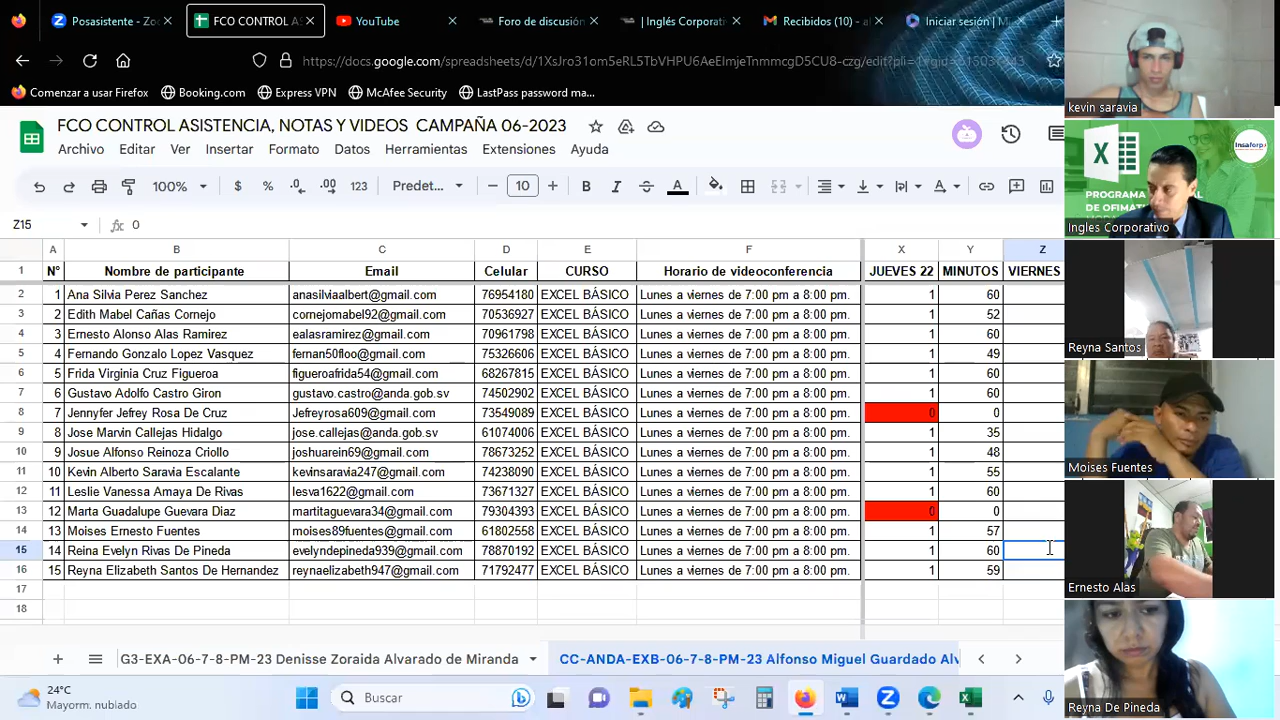 Posasistente - Zoo
FCO CONTROL AS
YouTube
Foro de discusión
| Inglés Corporati
Recibidos (10) - a
Iniciar sesión | Mi
Comenzar a usar Firefox
Booking.com
Express VPN
McAfee Security
LastPass password ma...
FCO CONTROL ASISTENCIA, NOTAS Y VIDEOS CAMPAÑA 06-2023
Archivo Editar Ver Insertar Formato Datos Herramientas Extensiones Ayuda
100% $ % .0 .00 123 Predet... 10 B I A
Z15 fx 0
A B C D E F X Y Z
1 N° Nombre de participante Email Celular CURSO Horario de videoconferencia JUEVES 22 MINUTOS VIERNES
2 1 Ana Silvia Perez Sanchez anasilviaalbert@gmail.com 76954180 EXCEL BÁSICO Lunes a viernes de 7:00 pm a 8:00 pm. 1 60
3 2 Edith Mabel Cañas Cornejo cornejomabel92@gmail.com 70536927 EXCEL BÁSICO Lunes a viernes de 7:00 pm a 8:00 pm. 1 52
4 3 Ernesto Alonso Alas Ramirez ealasramirez@gmail.com 70961798 EXCEL BÁSICO Lunes a viernes de 7:00 pm a 8:00 pm. 1 60
5 4 Fernando Gonzalo Lopez Vasquez fernan50floo@gmail.com 75326606 EXCEL BÁSICO Lunes a viernes de 7:00 pm a 8:00 pm. 1 49
6 5 Frida Virginia Cruz Figueroa figueroafrida54@gmail.com 68267815 EXCEL BÁSICO Lunes a viernes de 7:00 pm a 8:00 pm. 1 60
7 6 Gustavo Adolfo Castro Giron gustavo.castro@anda.gob.sv 74502902 EXCEL BÁSICO Lunes a viernes de 7:00 pm a 8:00 pm. 1 60
8 7 Jennyfer Jefrey Rosa De Cruz Jefreyrosa609@gmail.com 73549089 EXCEL BÁSICO Lunes a viernes de 7:00 pm a 8:00 pm. 0 0
9 8 Jose Marvin Callejas Hidalgo jose.callejas@anda.gob.sv 61074006 EXCEL BÁSICO Lunes a viernes de 7:00 pm a 8:00 pm. 1 35
10 9 Josue Alfonso Reinoza Criollo joshuarein69@gmail.com 78673252 EXCEL BÁSICO Lunes a viernes de 7:00 pm a 8:00 pm. 1 48
11 10 Kevin Alberto Saravia Escalante kevinsaravia247@gmail.com 74238090 EXCEL BÁSICO Lunes a viernes de 7:00 pm a 8:00 pm. 1 55
12 11 Leslie Vanessa Amaya De Rivas lesva1622@gmail.com 73671327 EXCEL BÁSICO Lunes a viernes de 7:00 pm a 8:00 pm. 1 60
13 12 Marta Guadalupe Guevara Diaz martitaguevara34@gmail.com 79304393 EXCEL BÁSICO Lunes a viernes de 7:00 pm a 8:00 pm. 0 0
14 13 Moises Ernesto Fuentes moises89fuentes@gmail.com 61802558 EXCEL BÁSICO Lunes a viernes de 7:00 pm a 8:00 pm. 1 57
15 14 Reina Evelyn Rivas De Pineda evelyndepineda939@gmail.com 78870192 EXCEL BÁSICO Lunes a viernes de 7:00 pm a 8:00 pm. 1 60
16 15 Reyna Elizabeth Santos De Hernandez reynaelizabeth947@gmail.com 71792477 EXCEL BÁSICO Lunes a viernes de 7:00 pm a 8:00 pm. 1 59
17
18
G3-EXA-06-7-8-PM-23 Denisse Zoraida Alvarado de Miranda
CC-ANDA-EXB-06-7-8-PM-23 Alfonso Miguel Guardado Alv
24°C
Mayorm. nublado
Buscar
kevin saravia
Insaforp
PROGRAMA
DE OFIMAT
Ingles Corporativo
Reyna Santos
Moises Fuentes
Ernesto Alas
Reyna De Pineda